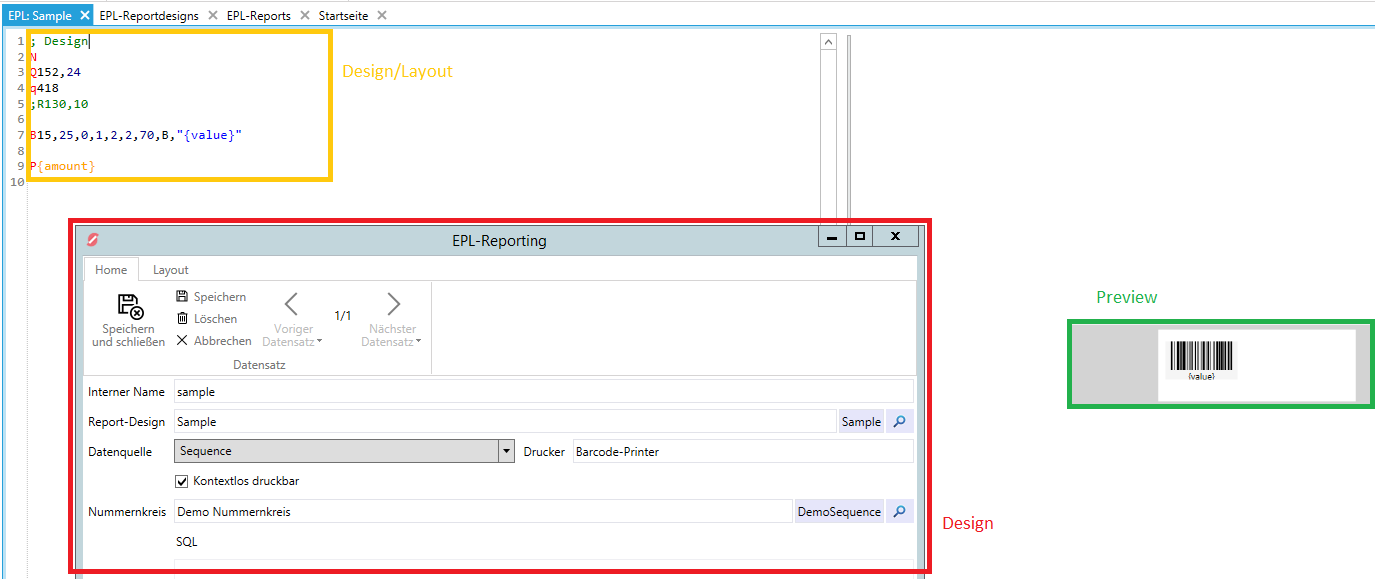 EPL: Sample EPL-Reportdesigns EPL-Reports Startseite
1 ; Design
2 N
3 Q152,24
4 q418
5 ;R130,10
6
7 B15,25,0,1,2,2,70,B,"{value}"
8
9 P{amount}
10
Design/Layout
EPL-Reporting
Home Layout
Speichern und schließen
Speichern
Löschen
Abbrechen
Voriger Datensatz
1/1
Nächster Datensatz
Datensatz
Interner Name sample
Report-Design Sample Sample
Datenquelle Sequence Drucker Barcode-Printer
Kontextlos druckbar
Nummernkreis Demo Nummernkreis DemoSequence
SQL
Design
Preview
{value}